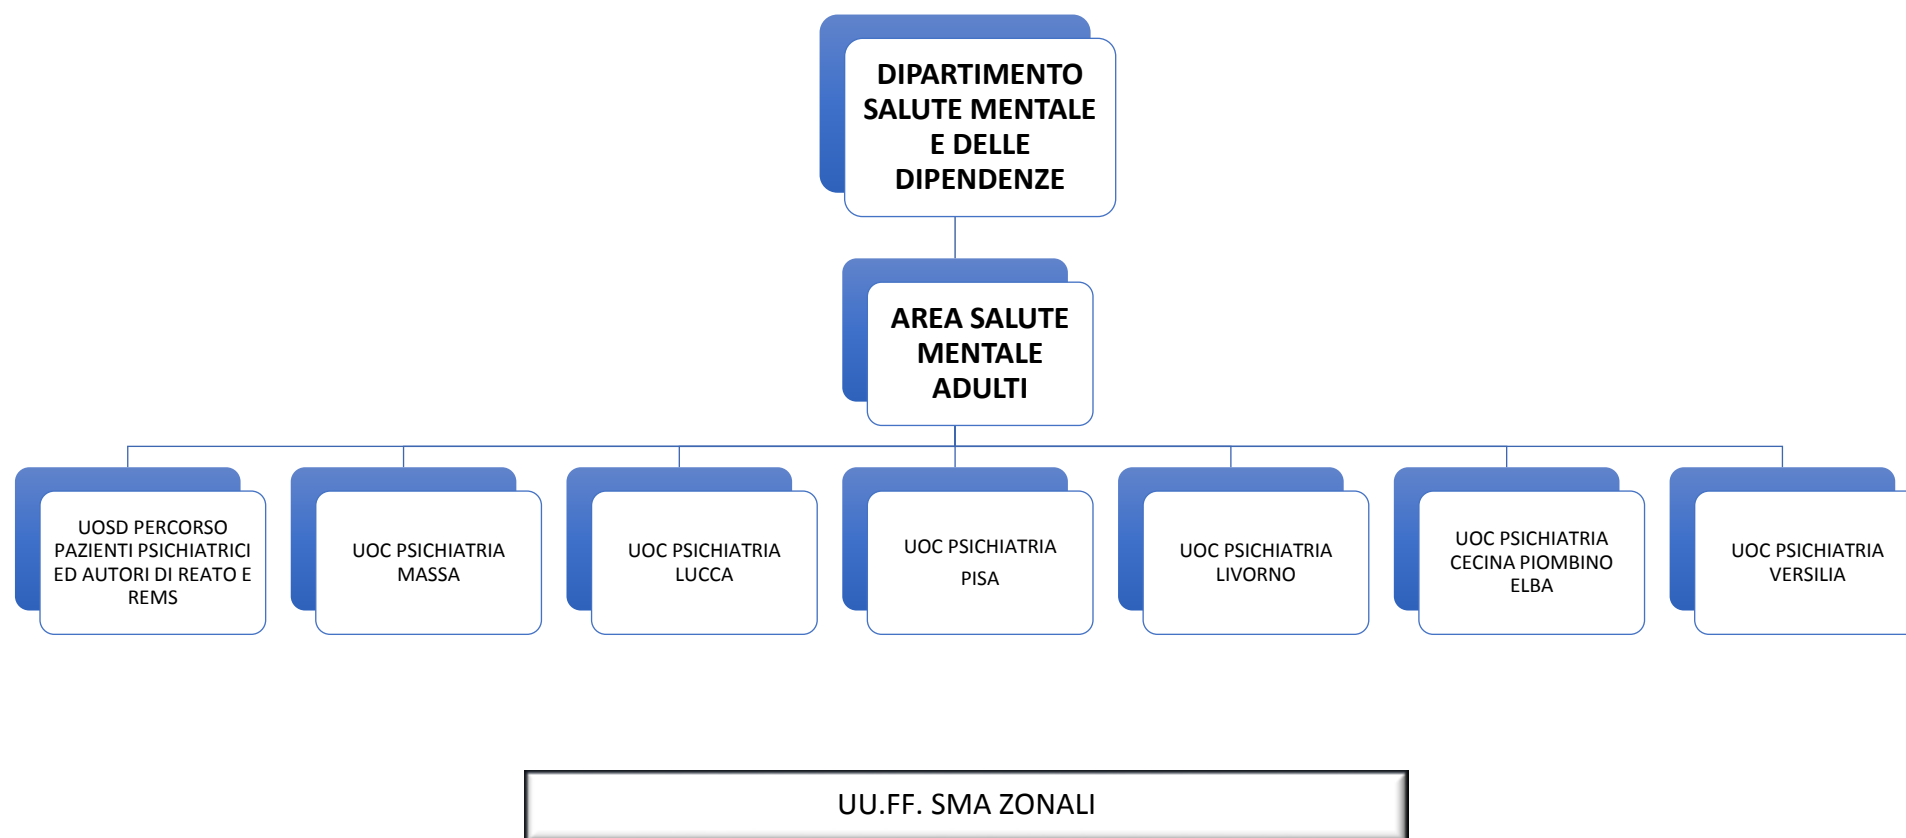 DIPARTIMENTO
SALUTE MENTALE
E DELLE
DIPENDENZE
AREA SALUTE
MENTALE
ADULTI
UOSD PERCORSO
PAZIENTI PSICHIATRICI
ED AUTORI DI REATO E
REMS
UOC PSICHIATRIA
MASSA
UOC PSICHIATRIA
LUCCA
UOC PSICHIATRIA
PISA
UOC PSICHIATRIA
LIVORNO
UOC PSICHIATRIA
CECINA PIOMBINO
ELBA
UOC PSICHIATRIA
VERSILIA
UU.FF. SMA ZONALI